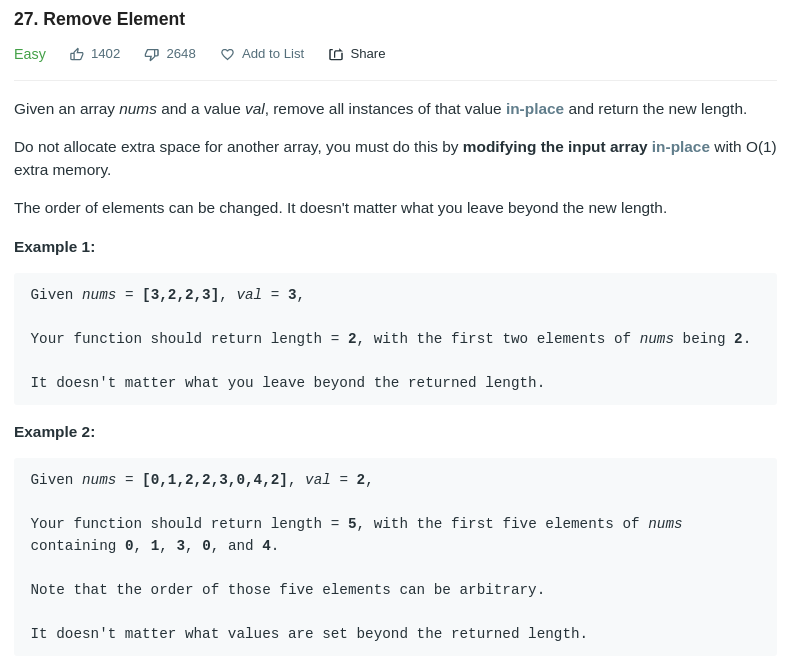 27. Remove Element
Easy 1402 2648 Add to List Share
Given an array nums and a value val, remove all instances of that value in-place and return the new length.
Do not allocate extra space for another array, you must do this by modifying the input array in-place with O(1)
extra memory.
The order of elements can be changed. It doesn't matter what you leave beyond the new length.
Example 1:
Given nums = [3,2,2,3], val = 3,
Your function should return length = 2, with the first two elements of nums being 2.
It doesn't matter what you leave beyond the returned length.
Example 2:
Given nums = [0,1,2,2,3,0,4,2], val = 2,
Your function should return length = 5, with the first five elements of nums
containing 0, 1, 3, 0, and 4.
Note that the order of those five elements can be arbitrary.
It doesn't matter what values are set beyond the returned length.